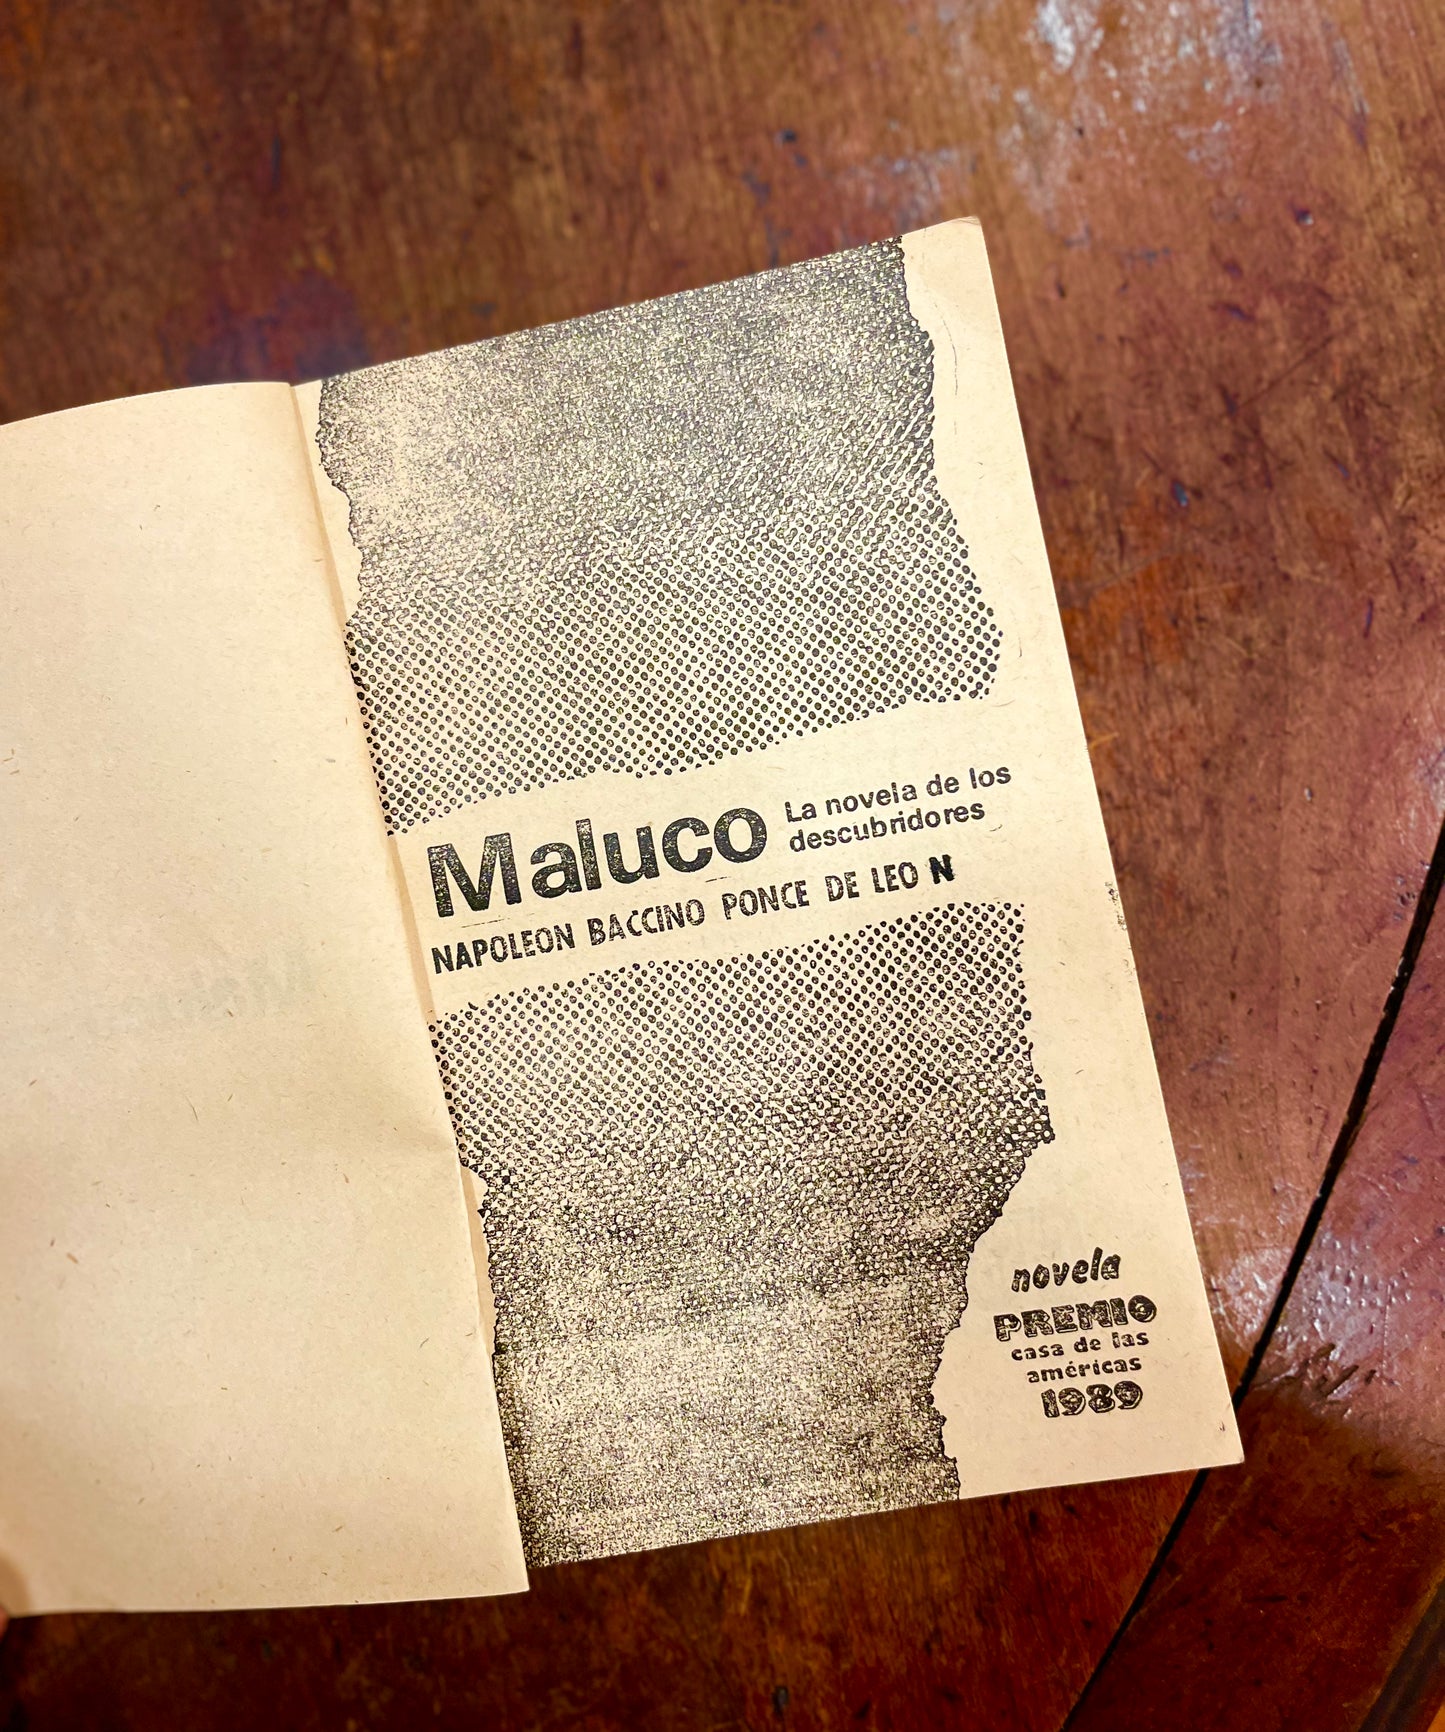 Maluco
La novela de los
descubridores
NAPOLEON BACCINO PONCE DE LEO N
novela
PREMIO
casa de las
américas
1989